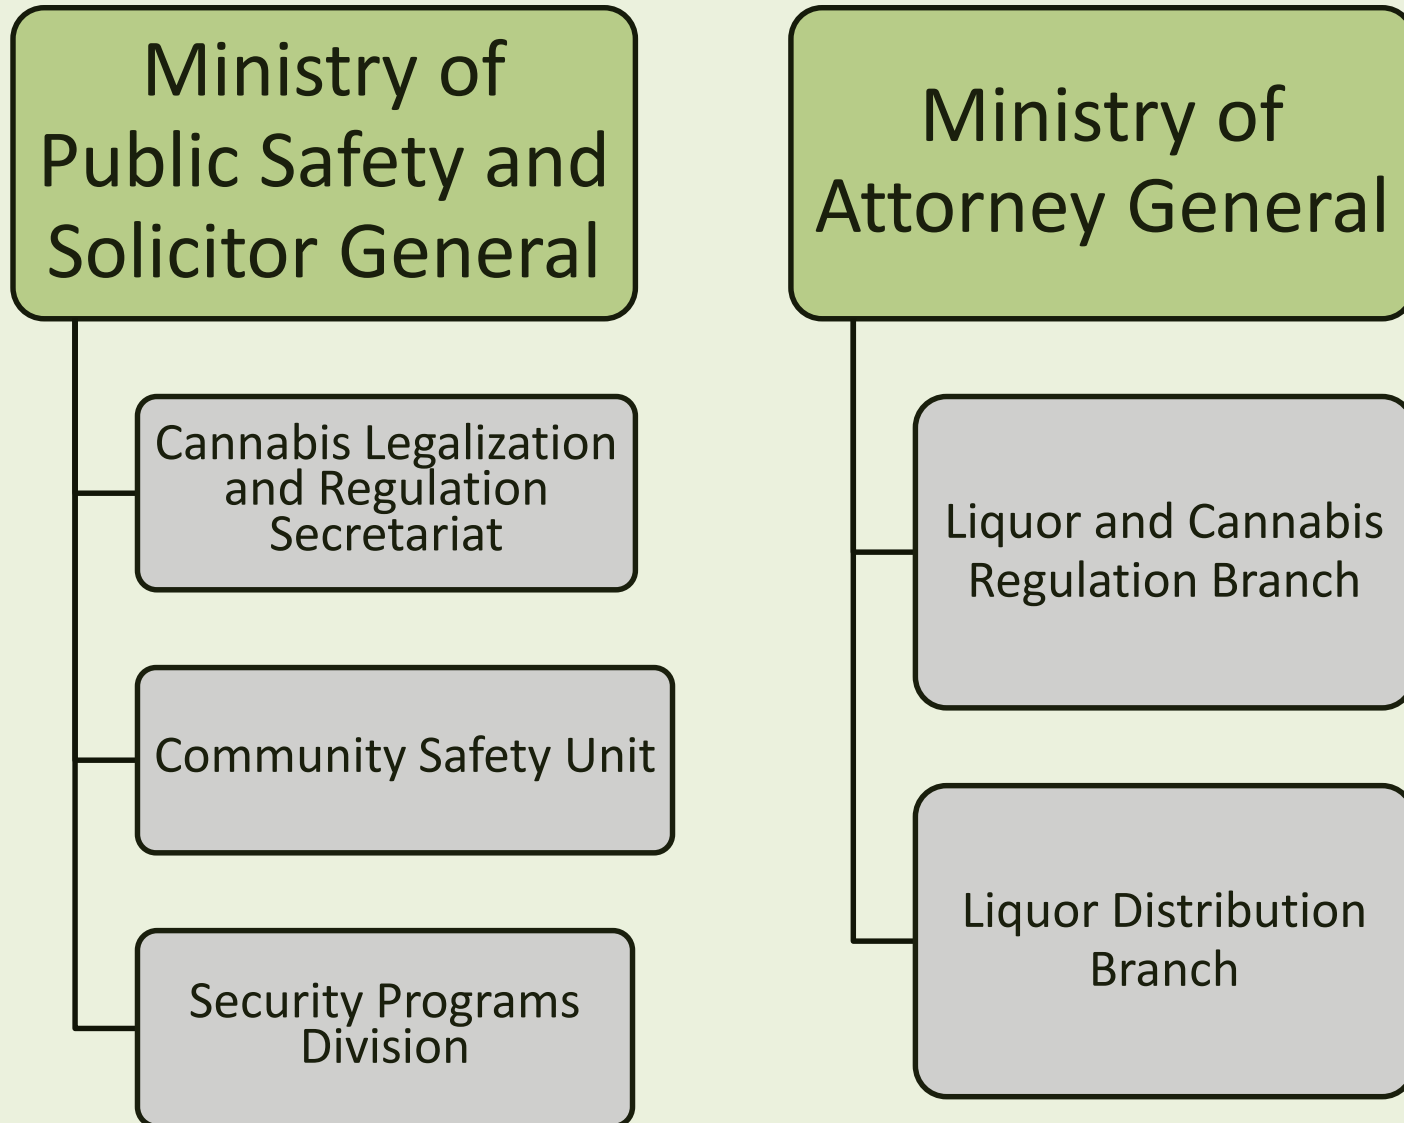 Ministry of
Public Safety and
Solicitor General
Cannabis Legalization
and Regulation
Secretariat
Community Safety Unit
Security Programs
Division
Ministry of
Attorney General
Liquor and Cannabis
Regulation Branch
Liquor Distribution
Branch